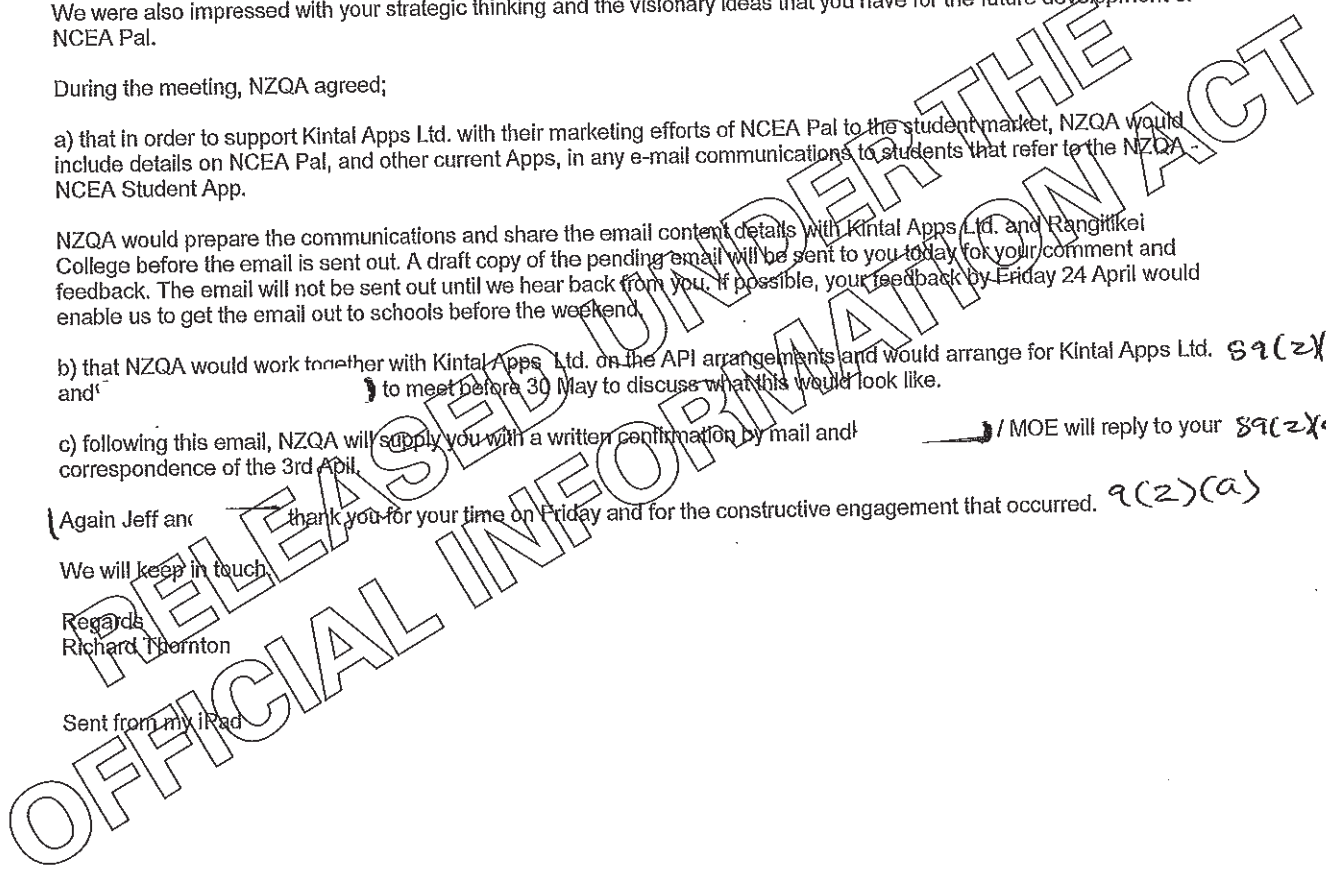 We were also impressed with your strategic thinking and the visionary ideas that you have for the future development of
NCEA Pal.
During the meeting, NZQA agreed;
a) that in order to support Kintal Apps Ltd. with their marketing efforts of NCEA Pal to the student market, NZQA would
include details on NCEA Pal, and other current Apps, in any e-mail communications to students that refer to the NZQA -
NCEA Student App.
NZQA would prepare the communications and share the email content details with Kintal Apps Ltd. and Rangitikei
College before the email is sent out. A draft copy of the pending email will be sent to you today for your comment and
feedback. The email will not be sent out until we hear back from you. If possible, your feedback by Friday 24 April would
enable us to get the email out to schools before the weekend.
b) that NZQA would work together with Kintal Apps Ltd. on the API arrangements and would arrange for Kintal Apps Ltd. S9(2)(
and to meet before 30 May to discuss what this would look like.
c) following this email, NZQA will supply you with a written confirmation by mail and / MOE will reply to your S9(2)(
correspondence of the 3rd Apil.
Again Jeff and thank you for your time on Friday and for the constructive engagement that occurred. 9(2)(a)
We will keep in touch.
Regards
Richard Thornton
Sent from my iPad
RELEASED UNDER THE
OFFICIAL INFORMATION ACT